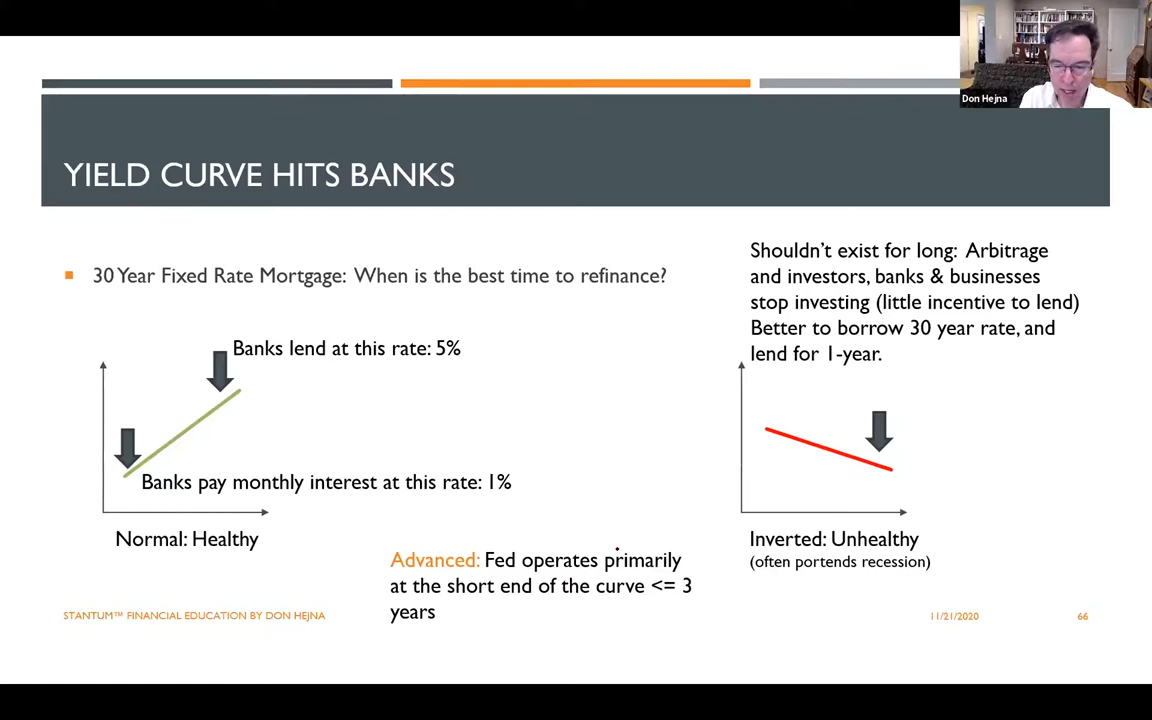 Don Hejna
YIELD CURVE HITS BANKS
30 Year Fixed Rate Mortgage: When is the best time to refinance?
Banks lend at this rate: 5%
Banks pay monthly interest at this rate: 1%
Normal: Healthy
Shouldn't exist for long: Arbitrage
and investors, banks & businesses
stop investing (little incentive to lend)
Better to borrow 30 year rate, and
lend for 1-year.
Inverted: Unhealthy
(often portends recession)
Advanced: Fed operates primarily
at the short end of the curve <= 3
years
STANTUM™ FINANCIAL EDUCATION BY DON HEJNA
11/21/2020
66